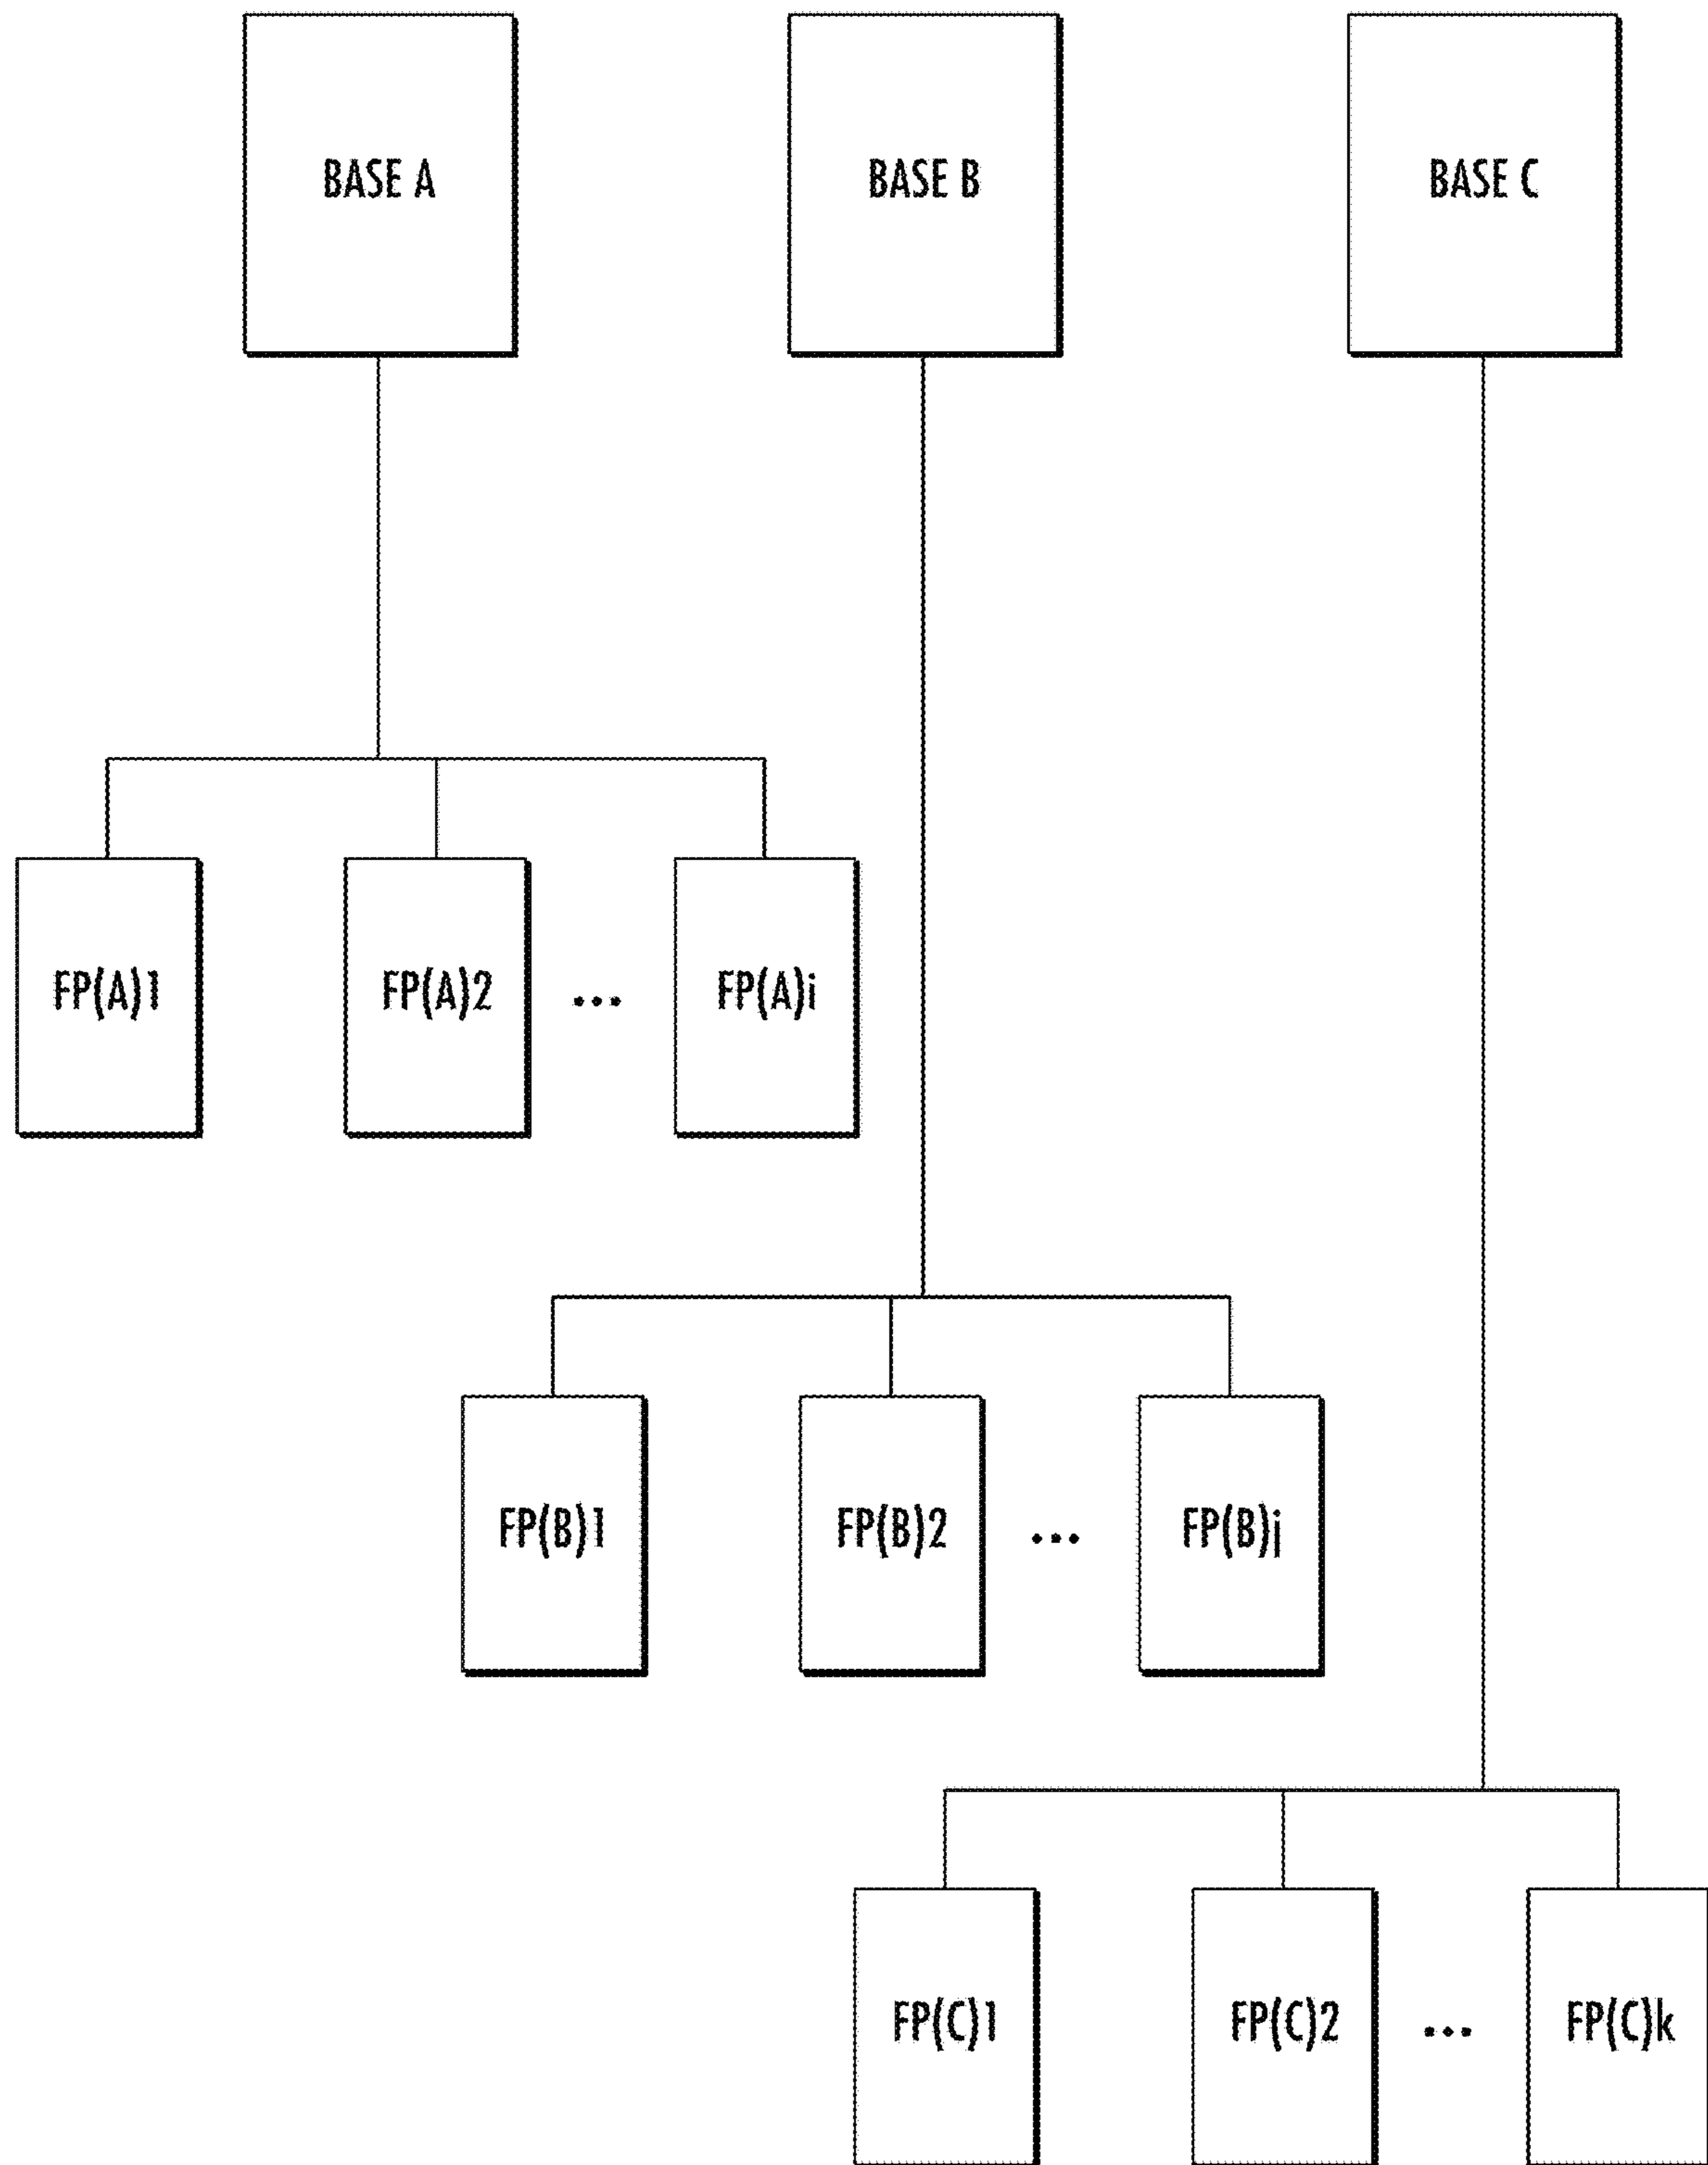 BASE A
BASE B
BASE C
FP(A)1
FP(A)2
...
FP(A)i
FP(B)1
FP(B)2
...
FP(B)j
FP(C)1
FP(C)2
...
FP(C)k